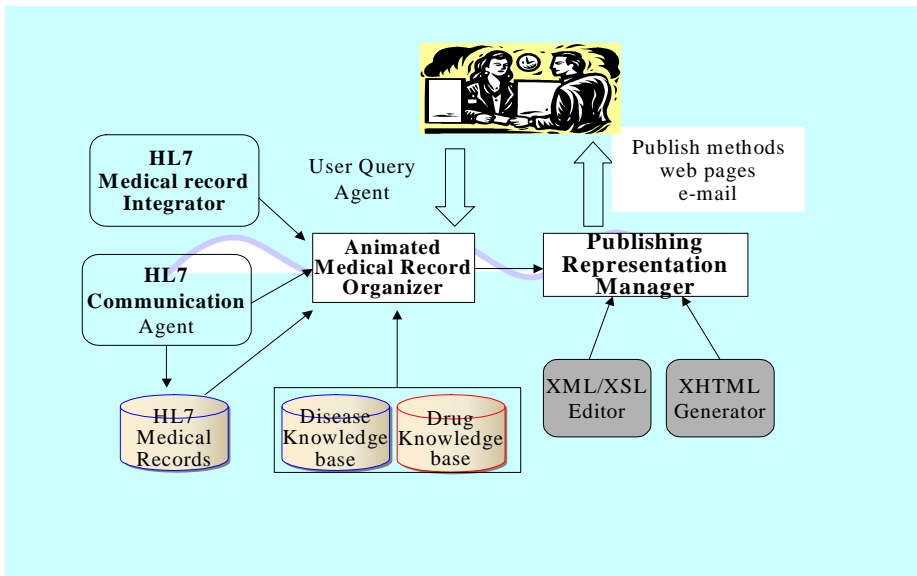 HL7
Medical record
Integrator
User Query
Agent
Publish methods
web pages
e-mail
HL7
Communication
Agent
Animated
Medical Record
Organizer
Publishing
Representation
Manager
HL7
Medical
Records
Disease
Knowledge
base
Drug
Knowledge
base
XML/XSL
Editor
XHTML
Generator